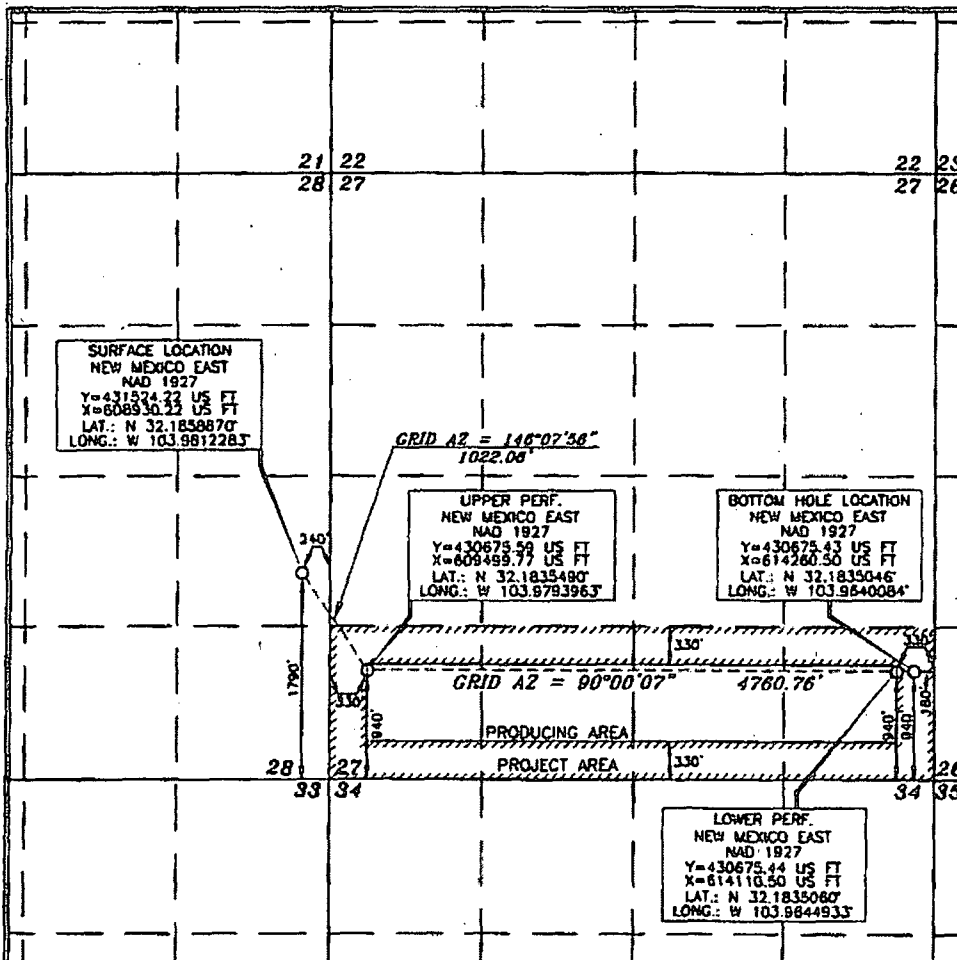 21 22
28 27
22 23
27 26
SURFACE LOCATION
NEW MEXICO EAST
NAD 1927
Y=431524.22 US FT
X=608930.22 US FT
LAT.: N 32.1858870°
LONG.: W 103.9812283°
GRID AZ = 146°07'58"
1022.06'
UPPER PERF.
NEW MEXICO EAST
NAD 1927
Y=430675.59 US FT
X=609499.77 US FT
LAT.: N 32.1835490°
LONG.: W 103.9793963°
BOTTOM HOLE LOCATION
NEW MEXICO EAST
NAD 1927
Y=430675.43 US FT
X=614260.50 US FT
LAT.: N 32.1835046°
LONG.: W 103.9640084°
240'
1790'
330'
330'
330'
GRID AZ = 90°00'07" 4760.76'
940'
940'
940'
180'
PRODUCING AREA
PROJECT AREA
330'
28 27
33 34
26
34 35
LOWER PERF.
NEW MEXICO EAST
NAD 1927
Y=430675.44 US FT
X=614110.50 US FT
LAT.: N 32.1835060°
LONG.: W 103.9644933°